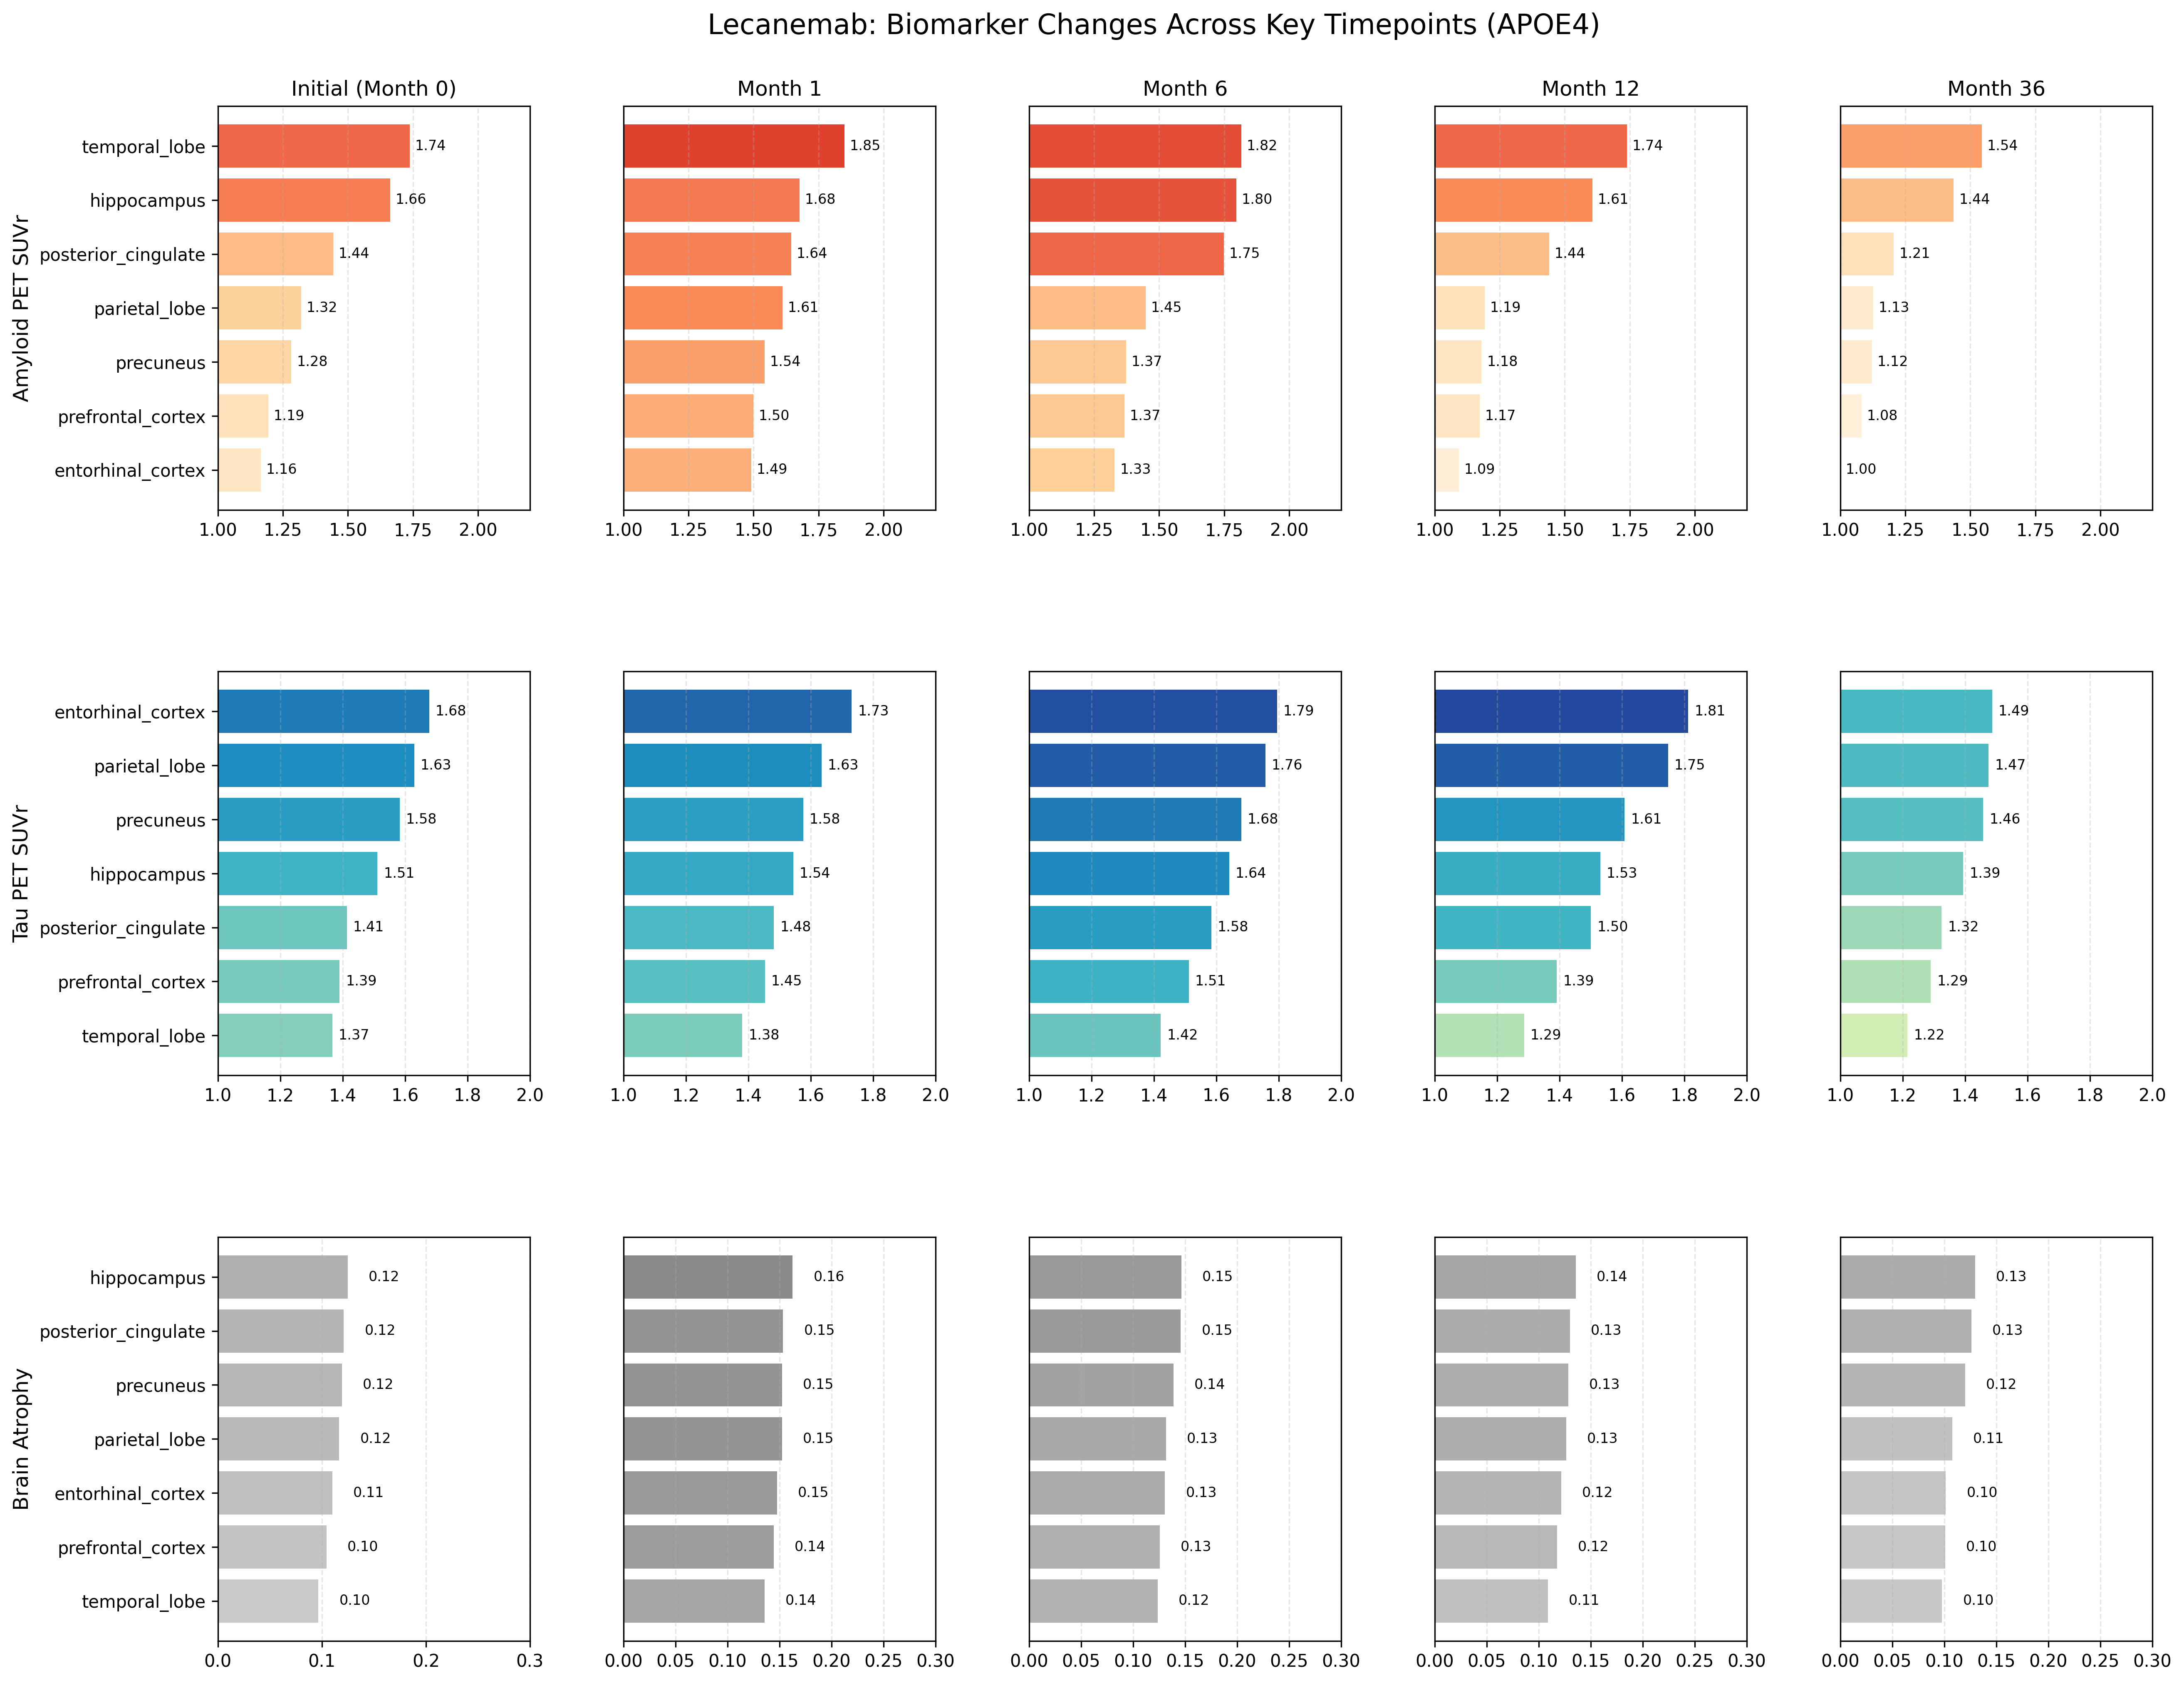 Lecanemab: Biomarker Changes Across Key Timepoints (APOE4)
Initial (Month 0)
Month 1
Month 6
Month 12
Month 36
Amyloid PET SUVr
temporal_lobe 1.74 1.85 1.82 1.74 1.54
hippocampus 1.66 1.68 1.80 1.61 1.44
posterior_cingulate 1.44 1.64 1.75 1.44 1.21
parietal_lobe 1.32 1.61 1.45 1.19 1.13
precuneus 1.28 1.54 1.37 1.18 1.12
prefrontal_cortex 1.19 1.50 1.37 1.17 1.08
entorhinal_cortex 1.16 1.49 1.33 1.09 1.00
1.00 1.25 1.50 1.75 2.00
1.00 1.25 1.50 1.75 2.00
1.00 1.25 1.50 1.75 2.00
1.00 1.25 1.50 1.75 2.00
1.00 1.25 1.50 1.75 2.00
Tau PET SUVr
entorhinal_cortex 1.68 1.73 1.79 1.81 1.49
parietal_lobe 1.63 1.63 1.76 1.75 1.47
precuneus 1.58 1.58 1.68 1.61 1.46
hippocampus 1.51 1.54 1.64 1.53 1.39
posterior_cingulate 1.41 1.48 1.58 1.50 1.32
prefrontal_cortex 1.39 1.45 1.51 1.39 1.29
temporal_lobe 1.37 1.38 1.42 1.29 1.22
1.0 1.2 1.4 1.6 1.8 2.0
1.0 1.2 1.4 1.6 1.8 2.0
1.0 1.2 1.4 1.6 1.8 2.0
1.0 1.2 1.4 1.6 1.8 2.0
1.0 1.2 1.4 1.6 1.8 2.0
Brain Atrophy
hippocampus 0.12 0.16 0.15 0.14 0.13
posterior_cingulate 0.12 0.15 0.15 0.13 0.13
precuneus 0.12 0.15 0.14 0.13 0.12
parietal_lobe 0.12 0.15 0.13 0.13 0.11
entorhinal_cortex 0.11 0.15 0.13 0.12 0.10
prefrontal_cortex 0.10 0.14 0.13 0.12 0.10
temporal_lobe 0.10 0.14 0.12 0.11 0.10
0.0 0.1 0.2 0.3
0.00 0.05 0.10 0.15 0.20 0.25 0.30
0.00 0.05 0.10 0.15 0.20 0.25 0.30
0.00 0.05 0.10 0.15 0.20 0.25 0.30
0.00 0.05 0.10 0.15 0.20 0.25 0.30